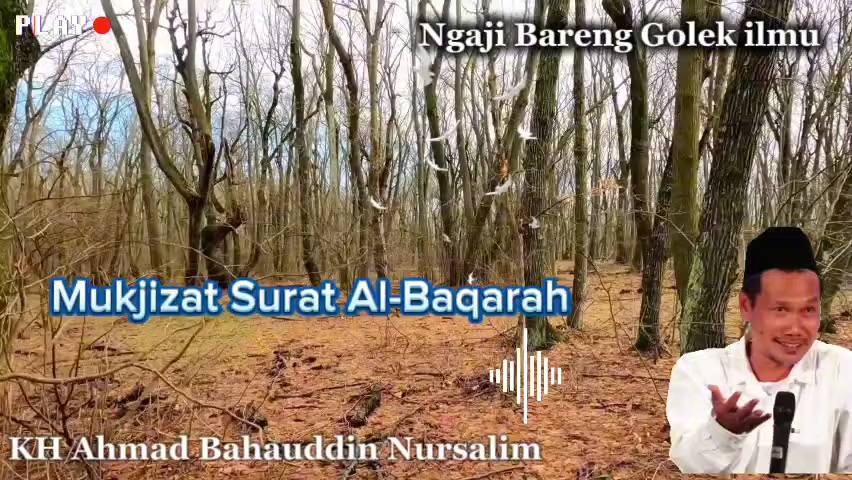 PLAY
Ngaji Bareng Golek ilmu
Mukjizat Surat Al-Baqarah
KH Ahmad Bahauddin Nursalim